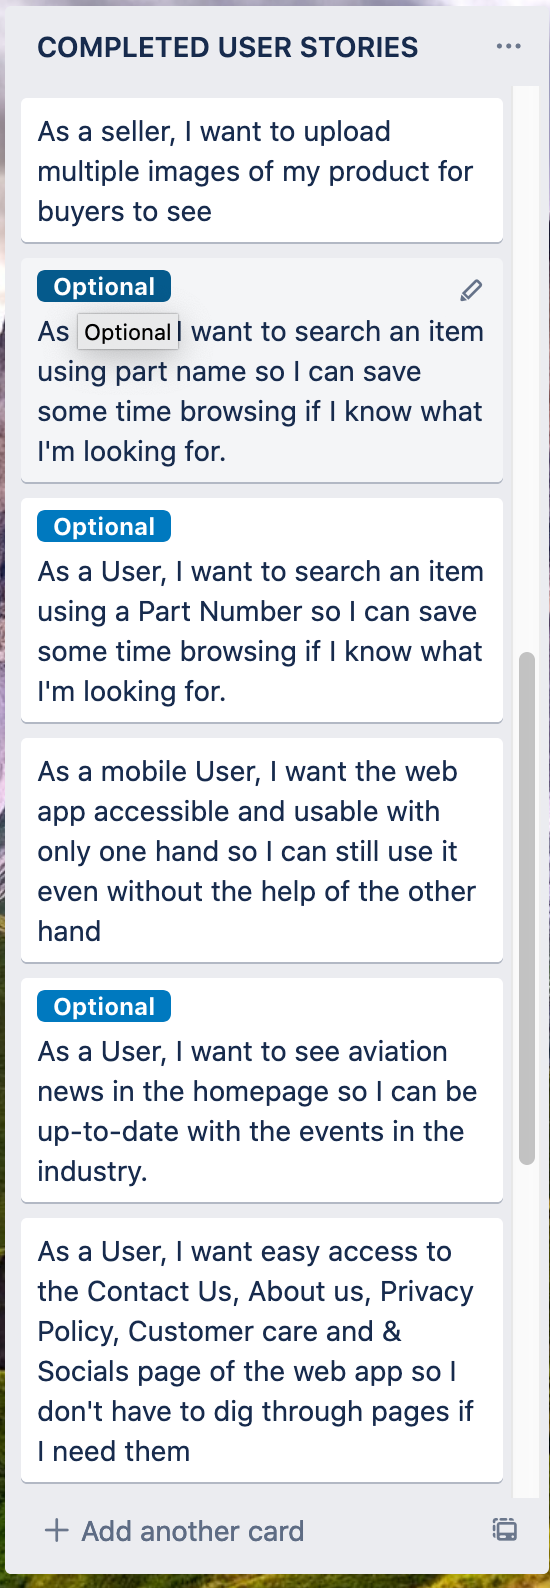 COMPLETED USER STORIES
As a seller, I want to upload
multiple images of my product for
buyers to see
Optional
As Optional I want to search an item
using part name so I can save
some time browsing if I know what
I'm looking for.
Optional
As a User, I want to search an item
using a Part Number so I can save
some time browsing if I know what
I'm looking for.
As a mobile User, I want the web
app accessible and usable with
only one hand so I can still use it
even without the help of the other
hand
Optional
As a User, I want to see aviation
news in the homepage so I can be
up-to-date with the events in the
industry.
As a User, I want easy access to
the Contact Us, About us, Privacy
Policy, Customer care and &
Socials page of the web app so I
don't have to dig through pages if
I need them
Add another card